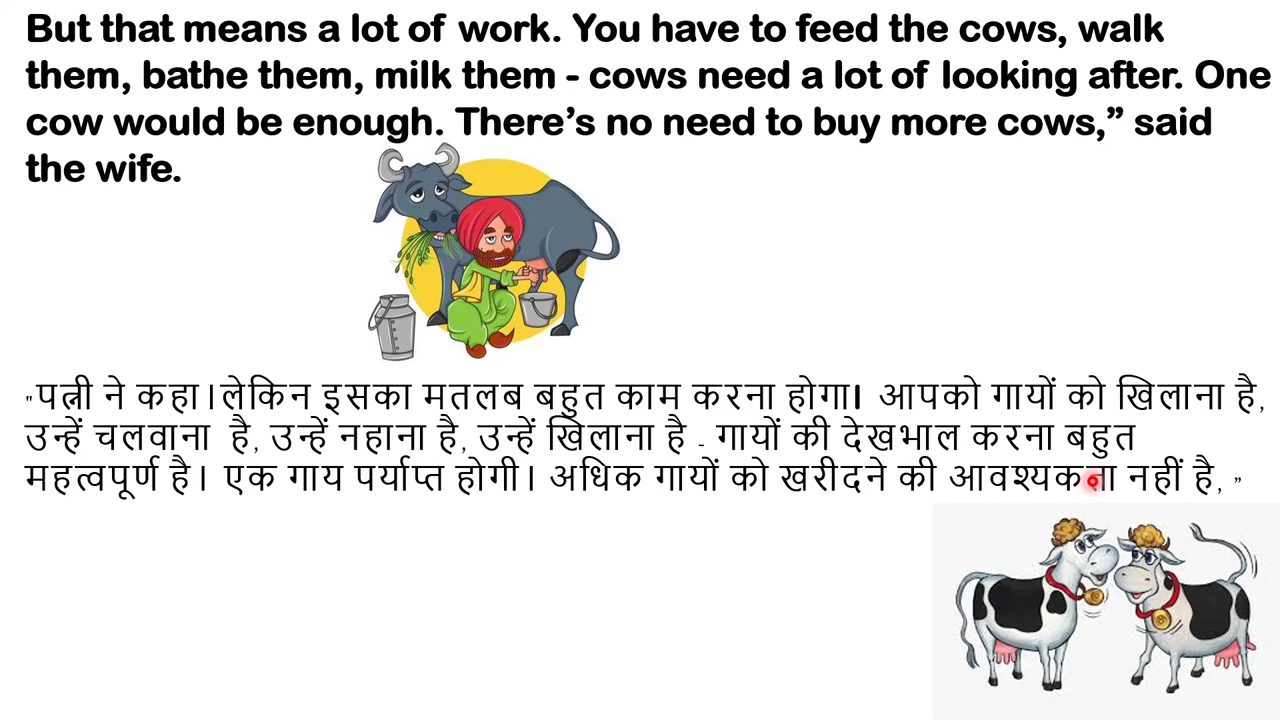 But that means a lot of work. You have to feed the cows, walk
them, bathe them, milk them - cows need a lot of looking after. One
cow would be enough. There’s no need to buy more cows,” said
the wife.
"पत्नी ने कहा।लेकिन इसका मतलब बहुत काम करना होगा। आपको गायों को खिलाना है,
उन्हें चलवाना है, उन्हें नहाना है, उन्हें खिलाना है - गायों की देखभाल करना बहुत
महत्वपूर्ण है। एक गाय पर्याप्त होगी। अधिक गायों को खरीदने की आवश्यकता नहीं है, ”